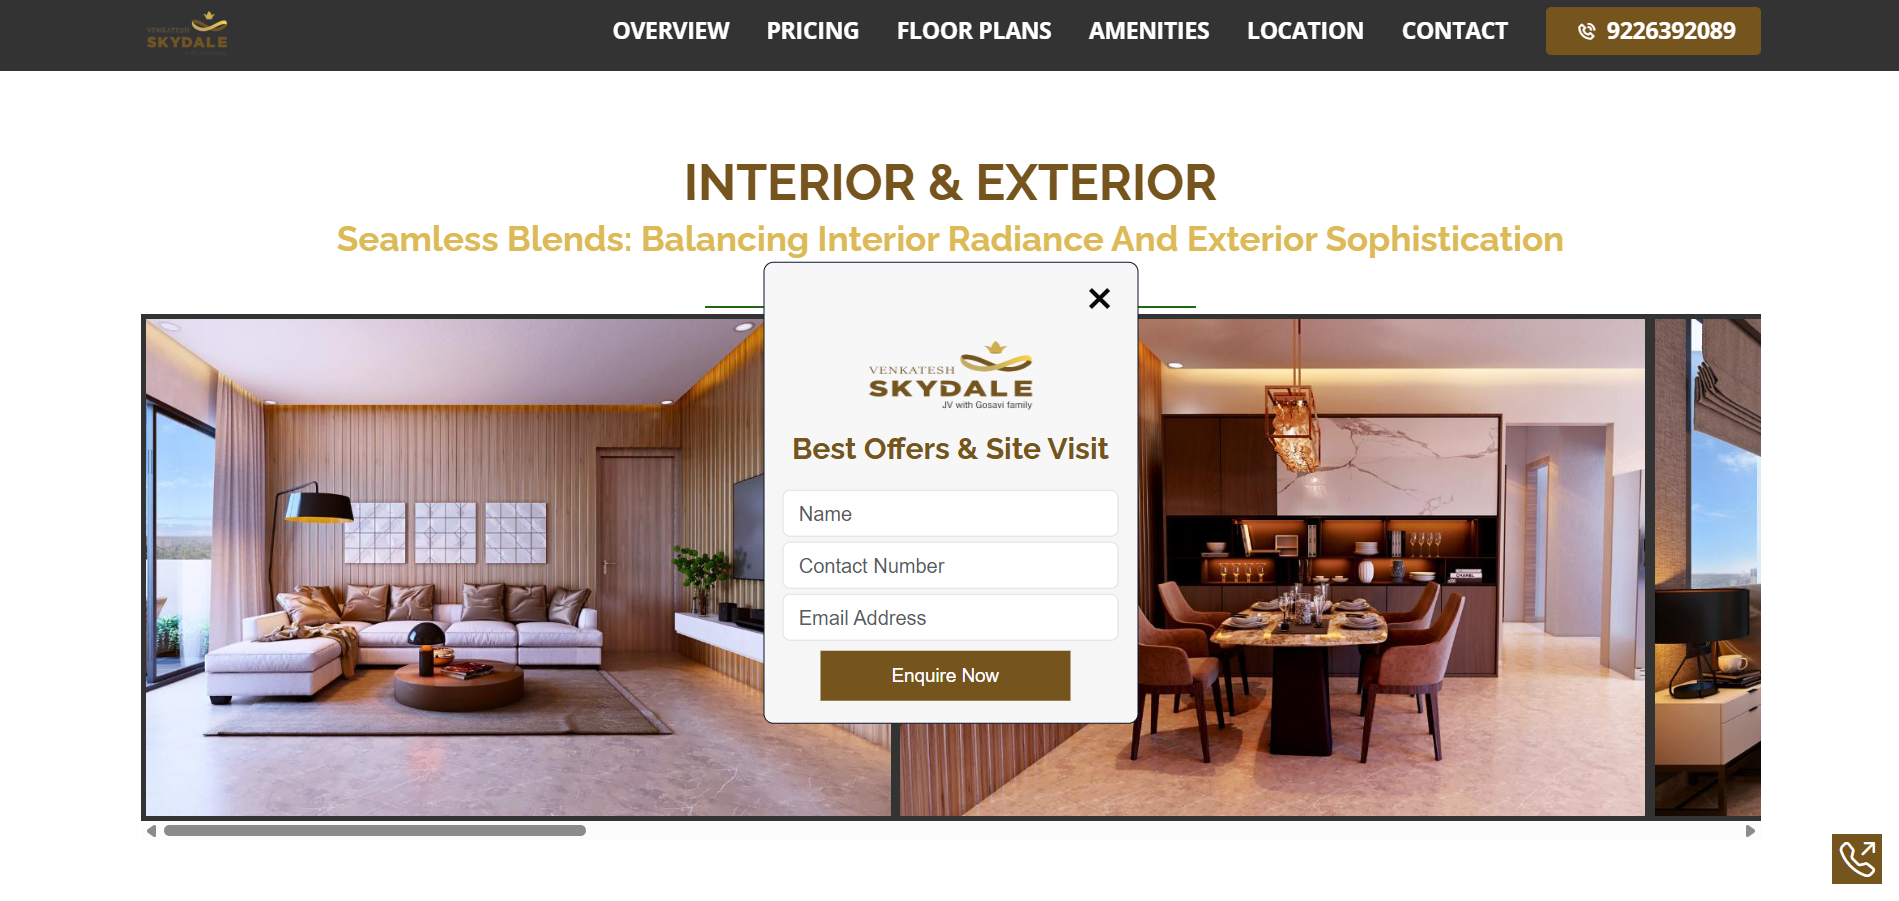 VENKATESH
SKYDALE
OVERVIEW PRICING FLOOR PLANS AMENITIES LOCATION CONTACT 9226392089
INTERIOR & EXTERIOR
Seamless Blends: Balancing Interior Radiance And Exterior Sophistication
VENKATESH
SKYDALE
JV with Gosavi family
Best Offers & Site Visit
Name
Contact Number
Email Address
Enquire Now
CHANEL